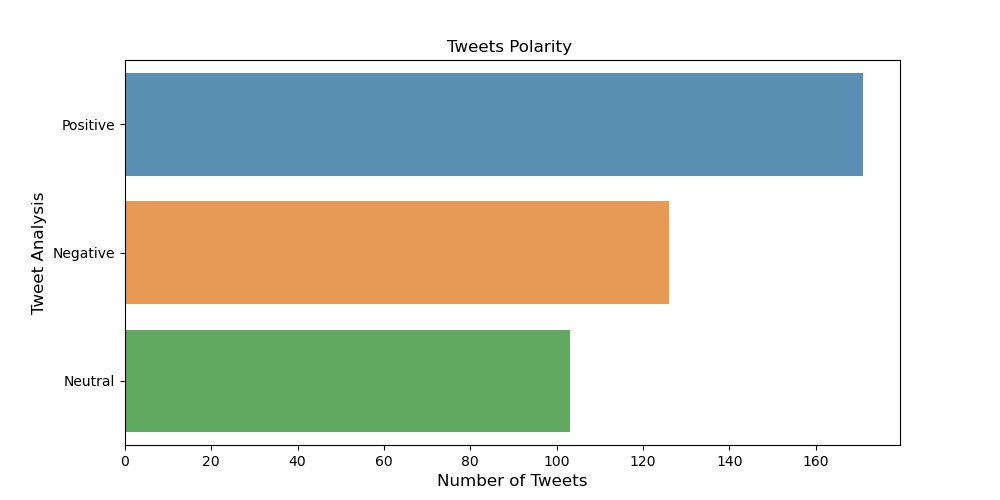 Tweets Polarity
Tweet Analysis
Positive
Negative
Neutral
0 20 40 60 80 100 120 140 160
Number of Tweets